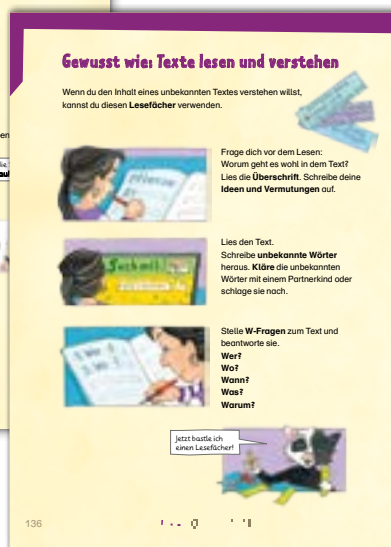 Gewusst wie: Texte lesen und verstehen
Wenn du den Inhalt eines unbekannten Textes verstehen willst,
kannst du diesen Lesefächer verwenden.
Frage dich vor dem Lesen:
Worum geht es wohl in dem Text?
Lies die Überschrift. Schreibe deine
Ideen und Vermutungen auf.
Lies den Text.
Schreibe unbekannte Wörter
heraus. Kläre die unbekannten
Wörter mit einem Partnerkind oder
schlage sie nach.
Stelle W-Fragen zum Text und
beantworte sie.
Wer?
Wo?
Wann?
Was?
Warum?
Jetzt bastle ich
einen Lesefächer!
136